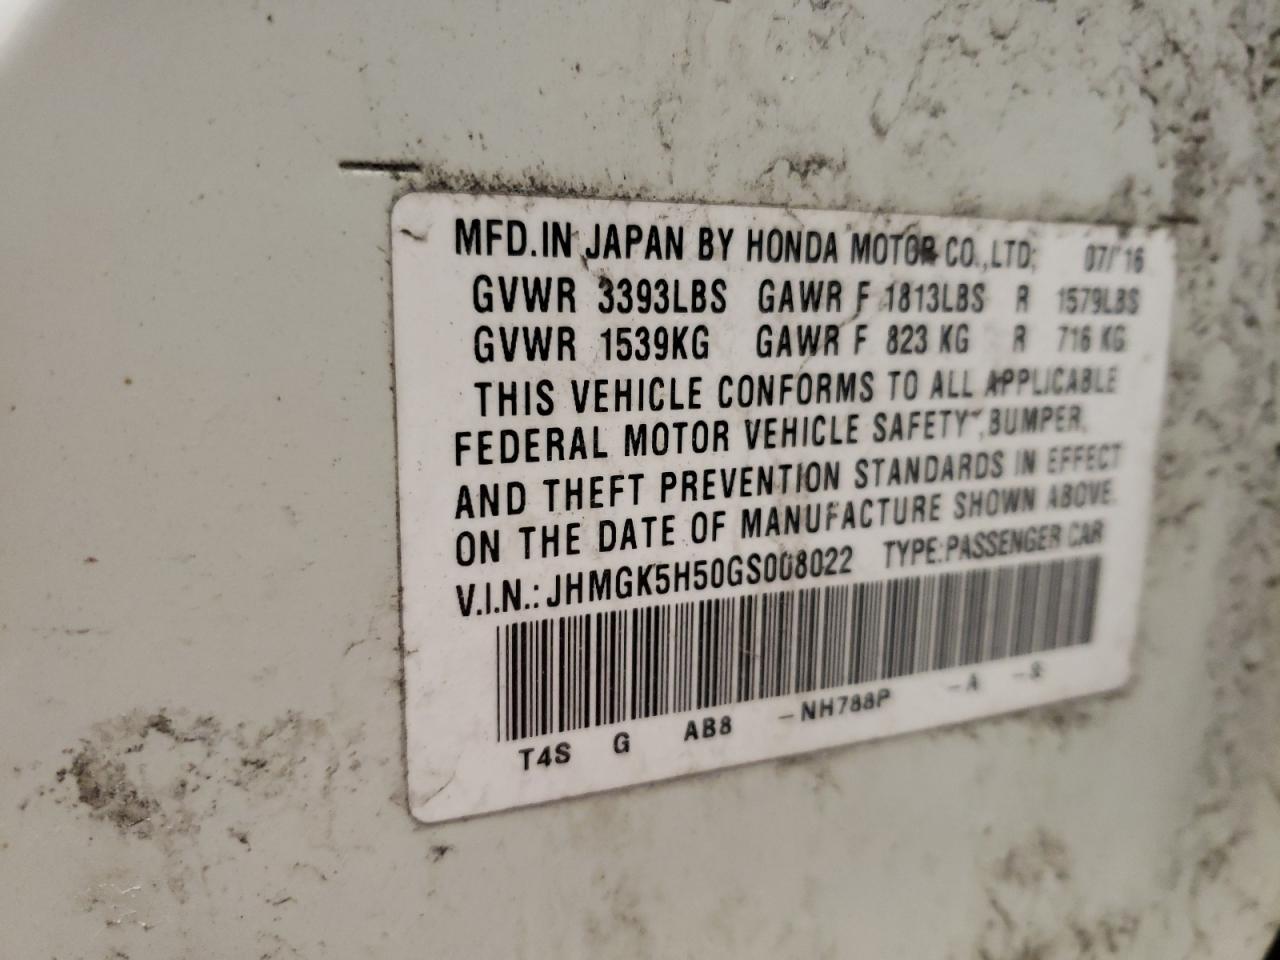 MFD.IN JAPAN BY HONDA MOTOR CO.,LTD. 07/'16
GVWR 3393LBS GAWR F 1813LBS R 1579LBS
GVWR 1539KG GAWR F 823 KG R 716 KG
THIS VEHICLE CONFORMS TO ALL APPLICABLE
FEDERAL MOTOR VEHICLE SAFETY, BUMPER,
AND THEFT PREVENTION STANDARDS IN EFFECT
ON THE DATE OF MANUFACTURE SHOWN ABOVE.
V.I.N.: JHMGK5H50GS008022 TYPE:PASSENGER CAR
T4S G AB8 -NH788P -A